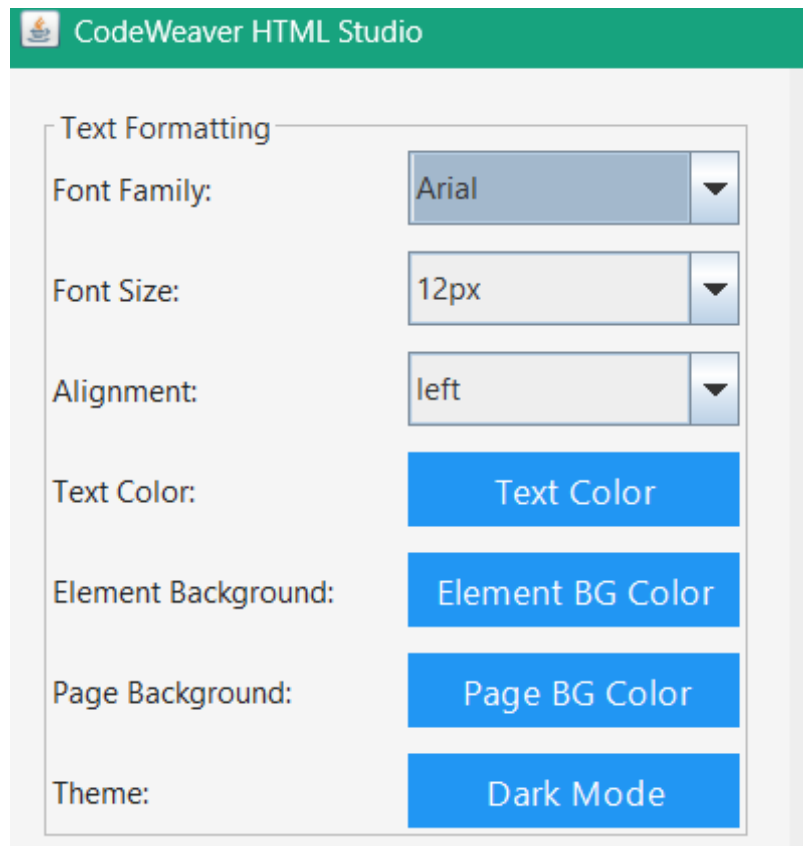 CodeWeaver HTML Studio
Text Formatting
Font Family: Arial
Font Size: 12px
Alignment: left
Text Color: Text Color
Element Background: Element BG Color
Page Background: Page BG Color
Theme: Dark Mode